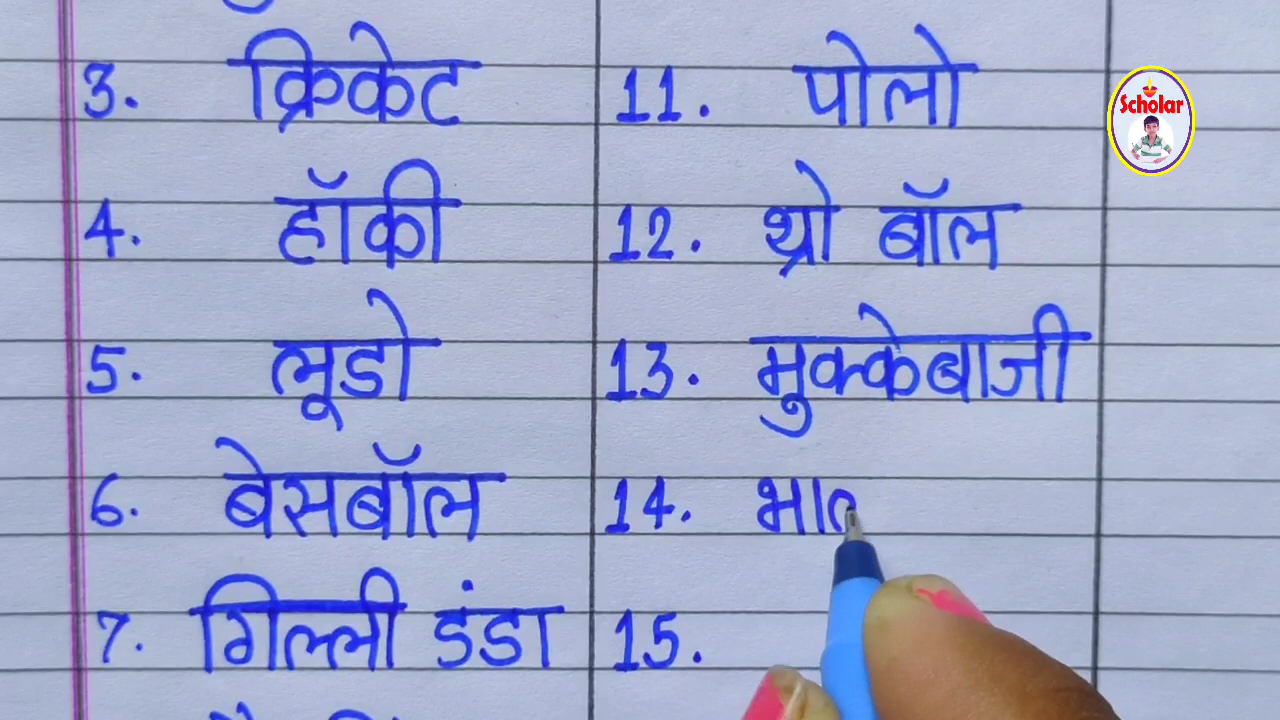 3. क्रिकेट
4. हॉकी
5. लूडो
6. बेसबॉल
7. गिल्ली डंडा
11. पोलो
12. थ्रो बॉल
13. मुक्केबाजी
14. भा
15.
Scholar